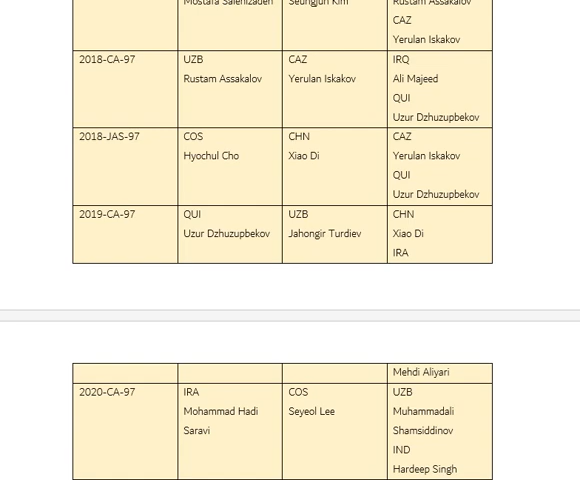 Mostafa Salehizadeh
Seungjun Kim
Rustam Assakalov
CAZ
Yerulan Iskakov
2018-CA-97
UZB
Rustam Assakalov
CAZ
Yerulan Iskakov
IRQ
Ali Majeed
QUI
Uzur Dzhuzupbekov
2018-JAS-97
COS
Hyochul Cho
CHN
Xiao Di
CAZ
Yerulan Iskakov
QUI
Uzur Dzhuzupbekov
2019-CA-97
QUI
Uzur Dzhuzupbekov
UZB
Jahongir Turdiev
CHN
Xiao Di
IRA
Mehdi Aliyari
2020-CA-97
IRA
Mohammad Hadi
Saravi
COS
Seyeol Lee
UZB
Muhammadali
Shamsiddinov
IND
Hardeep Singh